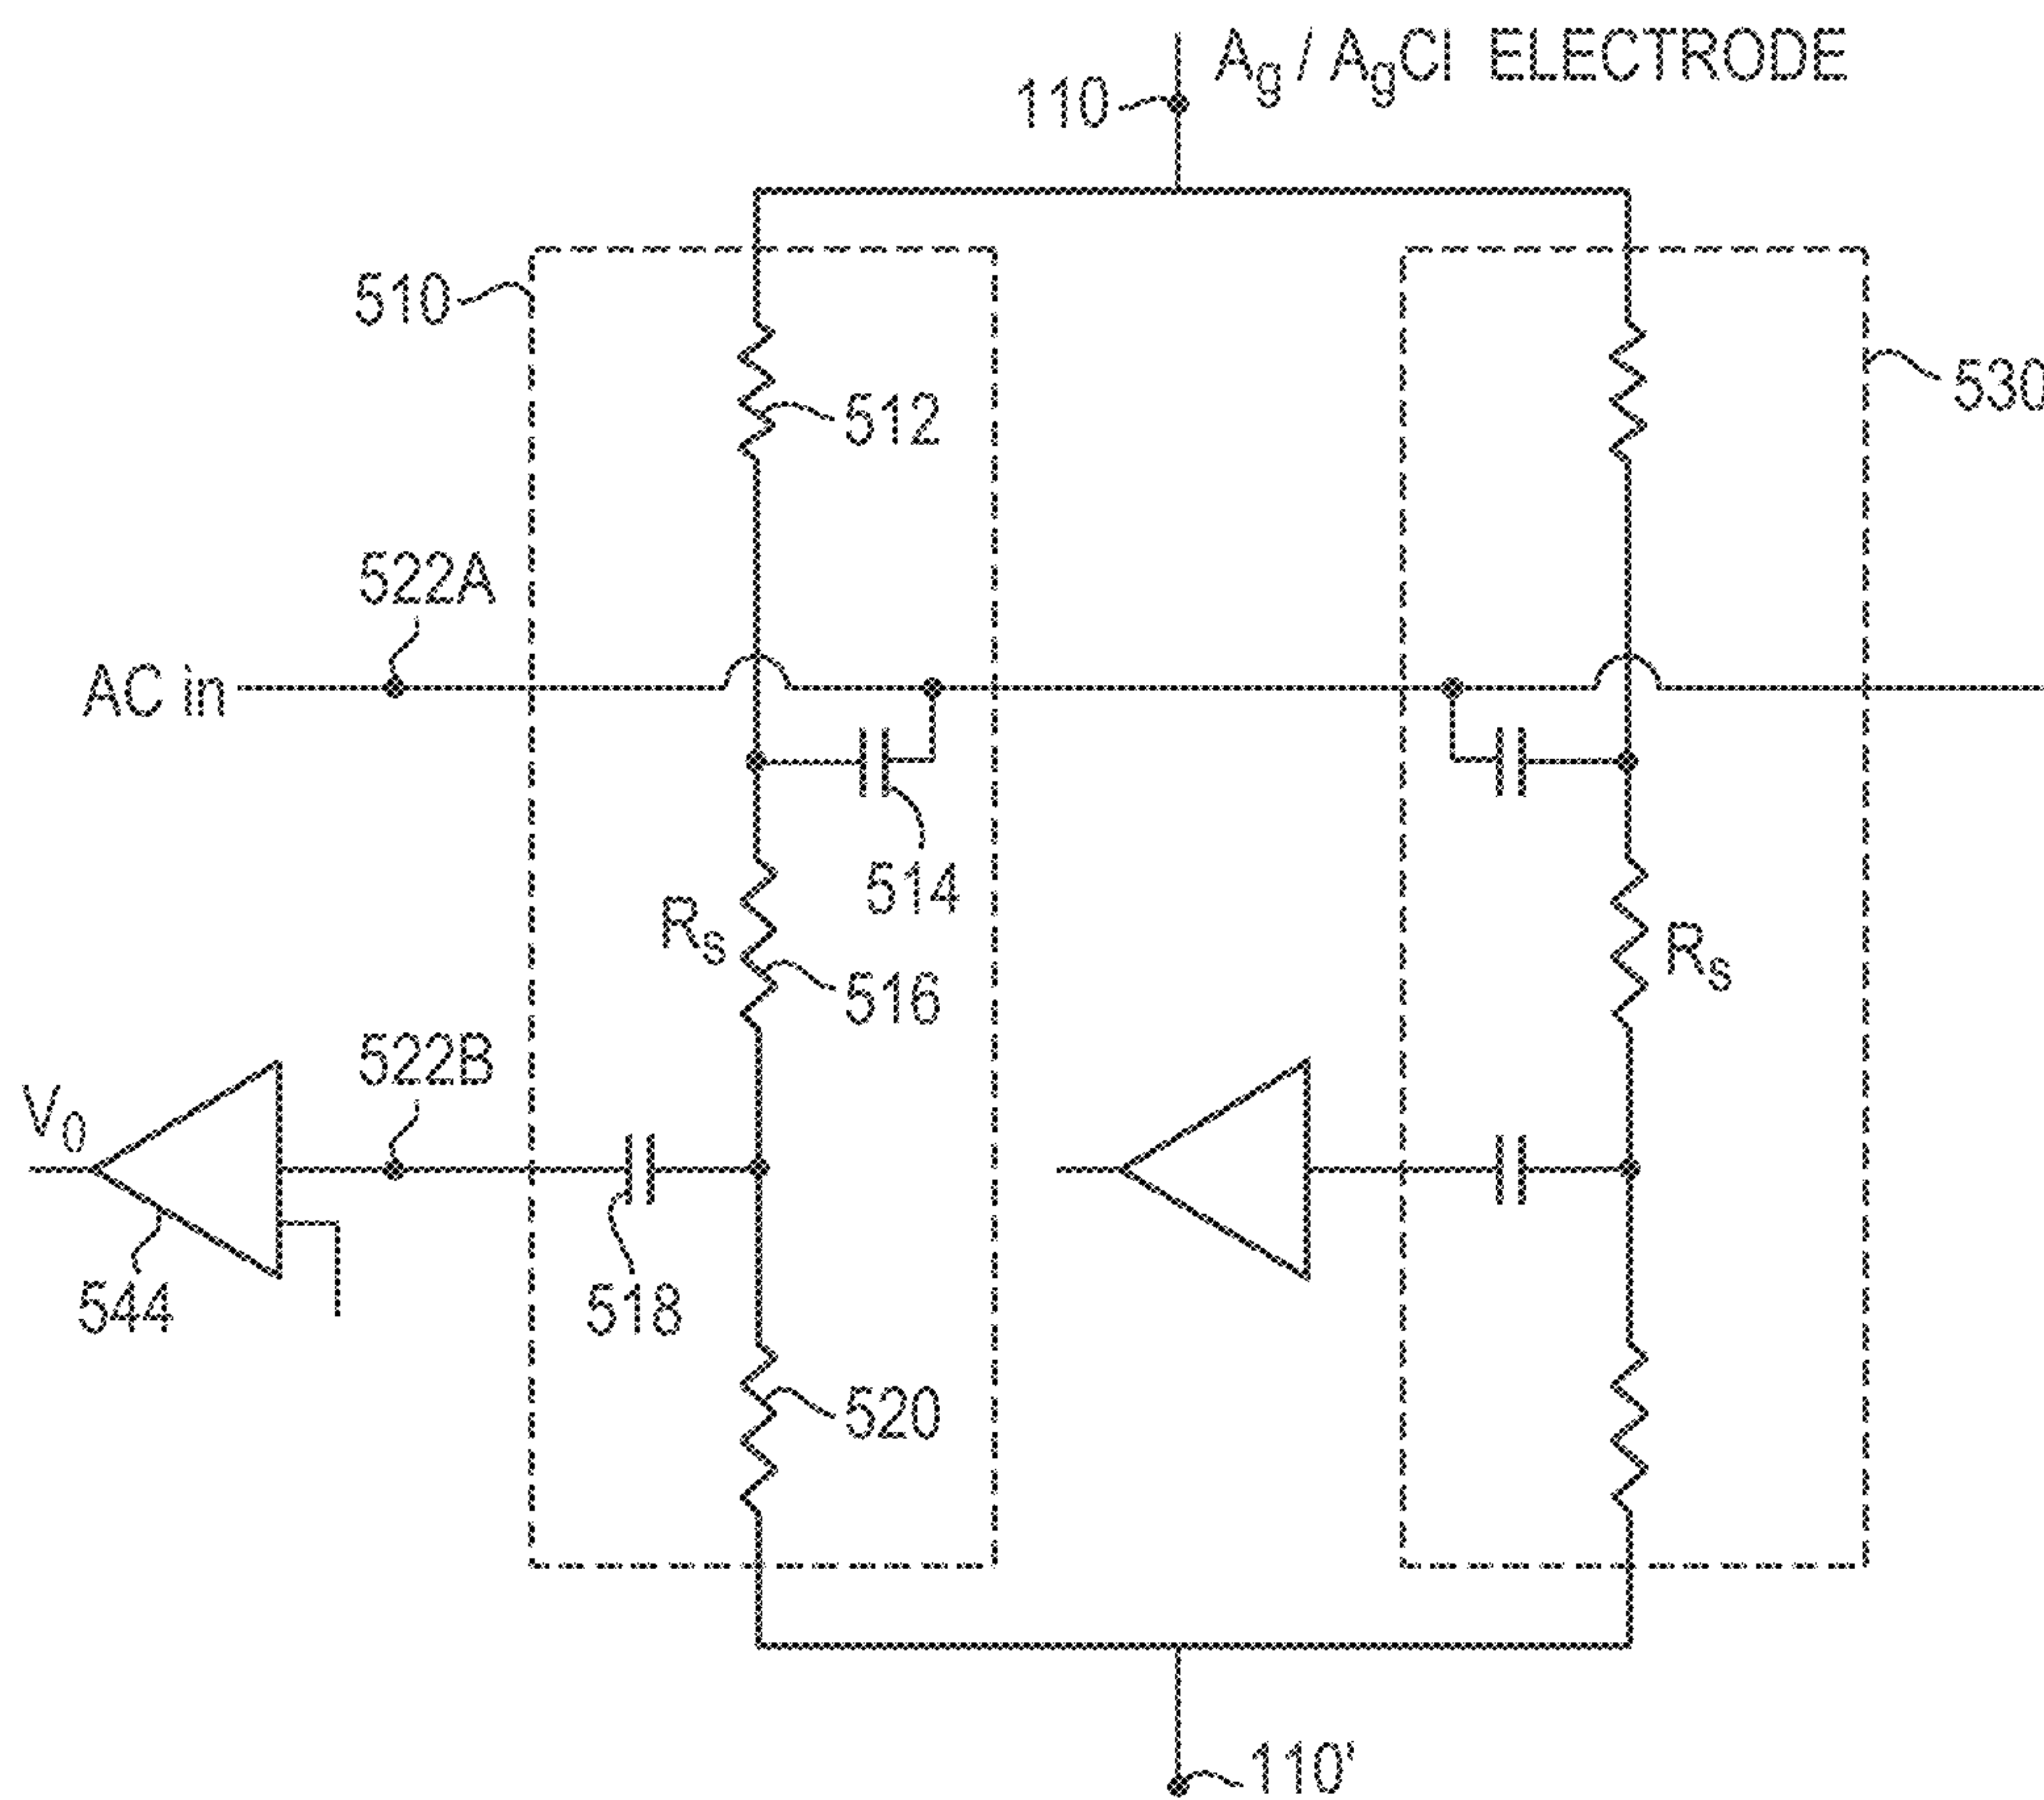 Ag / AgCl ELECTRODE
110
510
512
530
522A
AC in
514
Rs
516
Rs
522B
V0
544
518
520
110'